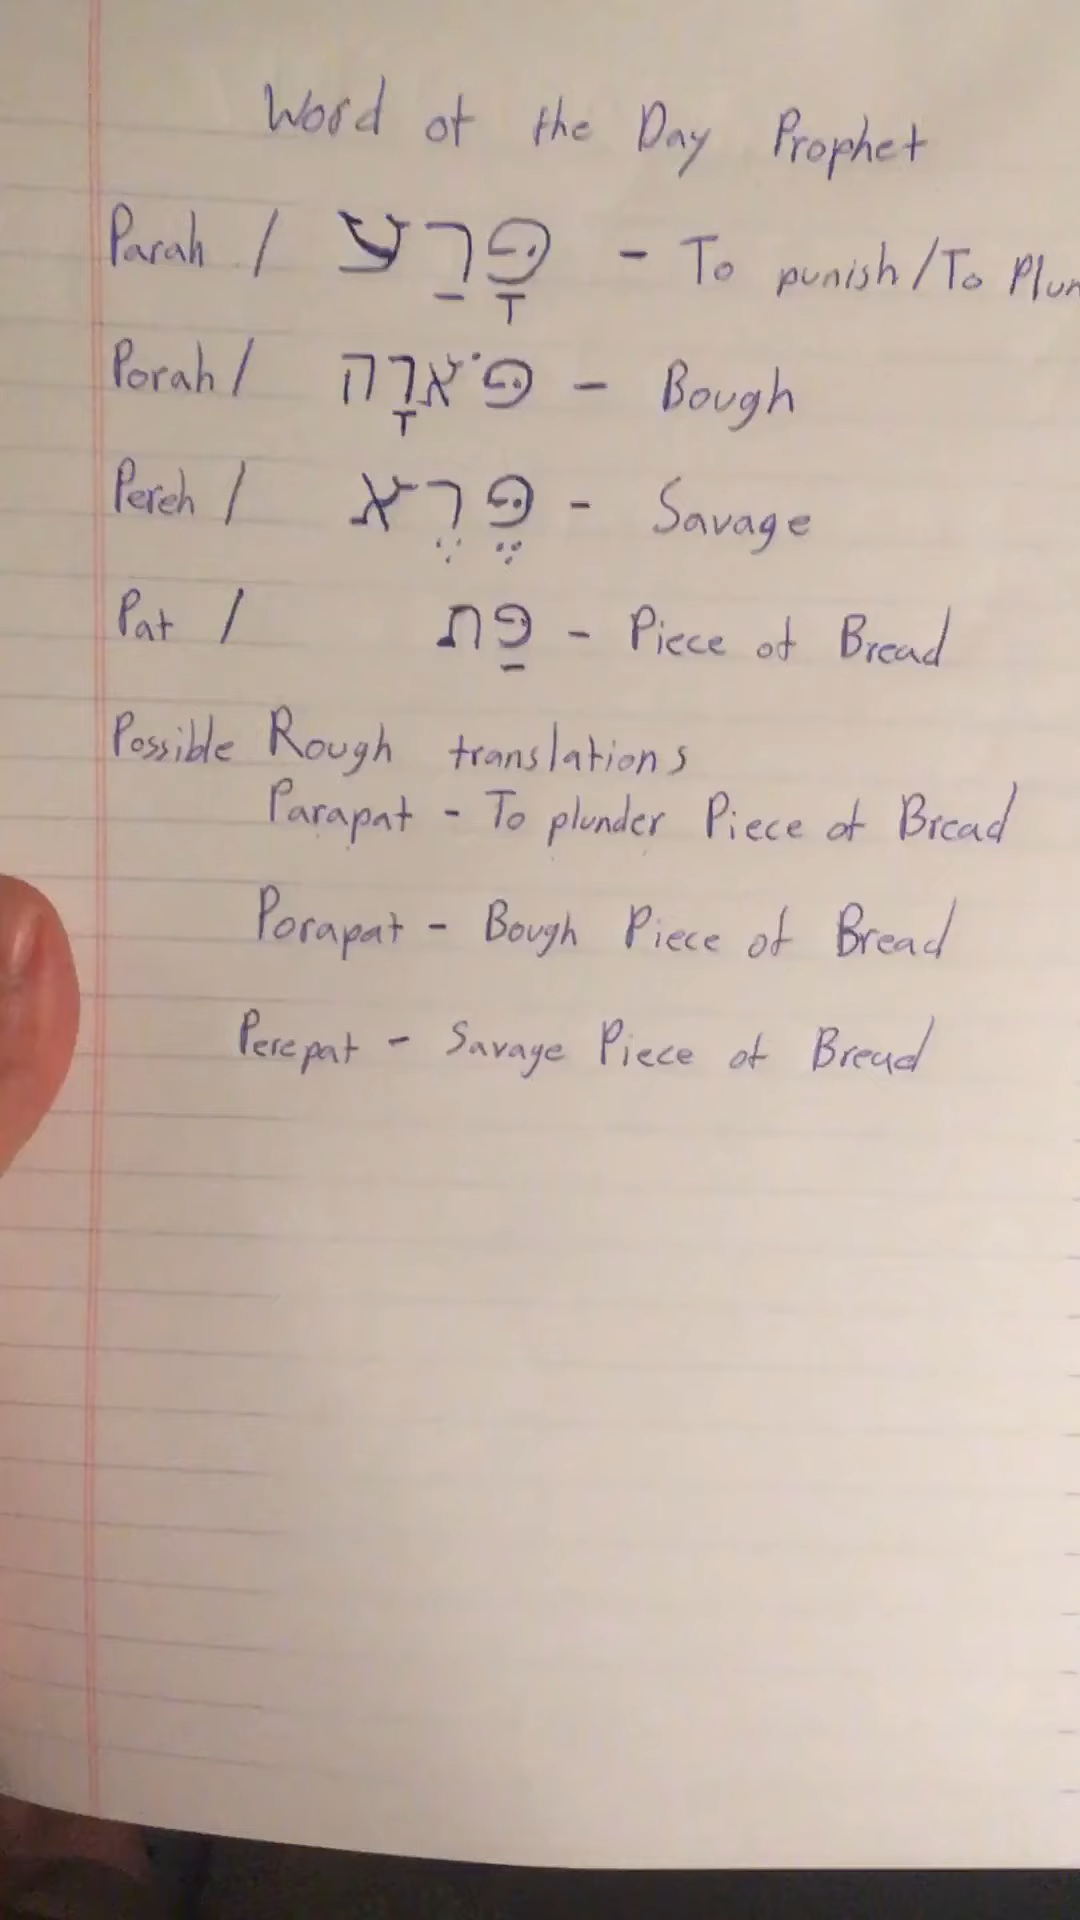 Word of the Day Prophet
Parah / פָּרַע - To punish/To Plun
Porah / פֹּארָה - Bough
Pereh / פֶּרֶא - Savage
Pat / פַּת - Piece of Bread
Possible Rough translations
Parapat - To plunder Piece of Bread
Porapat - Bough Piece of Bread
Perepat - Savage Piece of Bread